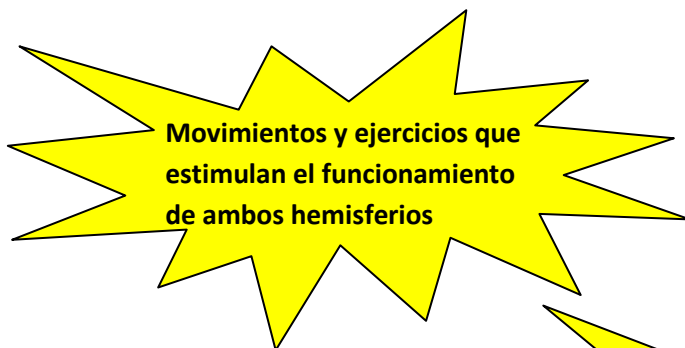 Movimientos y ejercicios que
estimulan el funcionamiento
de ambos hemisferios